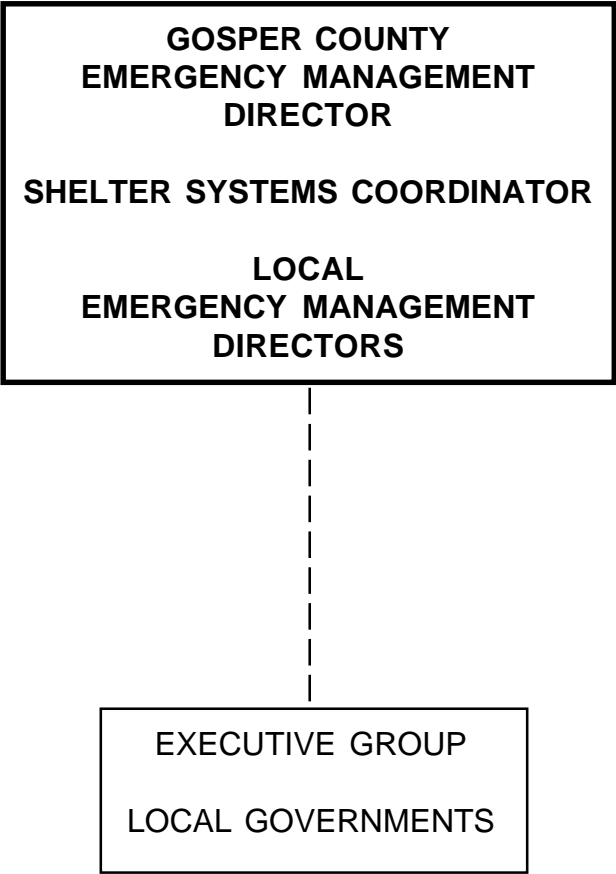 GOSPER COUNTY
EMERGENCY MANAGEMENT
DIRECTOR
SHELTER SYSTEMS COORDINATOR
LOCAL
EMERGENCY MANAGEMENT
DIRECTORS
EXECUTIVE GROUP
LOCAL GOVERNMENTS